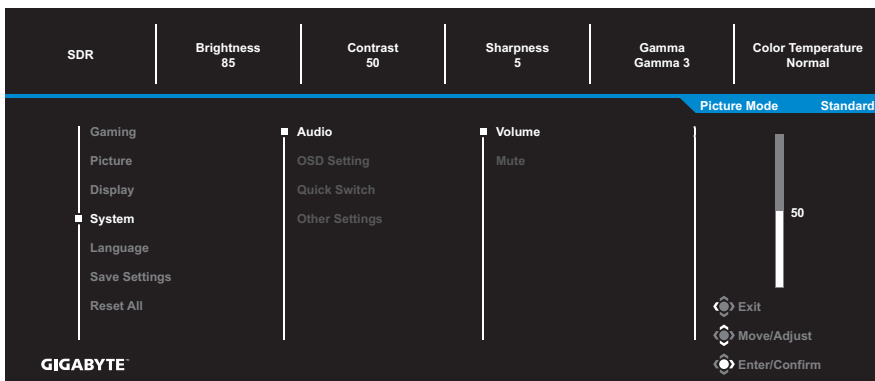 SDR
Brightness
85
Contrast
50
Sharpness
5
Gamma
Gamma 3
Color Temperature
Normal
Picture Mode Standard
Gaming
Picture
Display
System
Language
Save Settings
Reset All
Audio
OSD Setting
Quick Switch
Other Settings
Volume
Mute
50
Exit
Move/Adjust
Enter/Confirm
GIGABYTE™